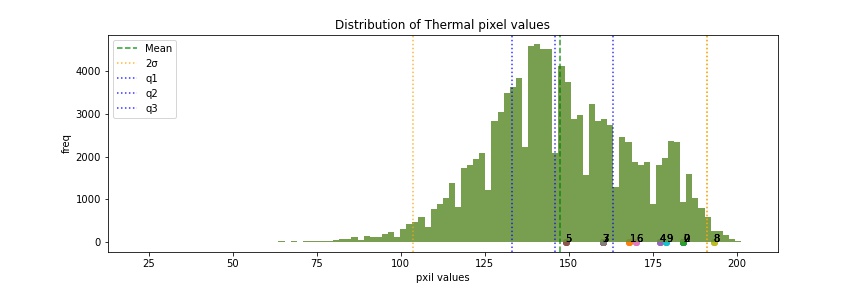 Distribution of Thermal pixel values
Mean
2σ
q1
q2
q3
freq
4000
3000
2000
1000
0
5 3 1 6 4 9 8
25 50 75 100 125 150 175 200
pxil values